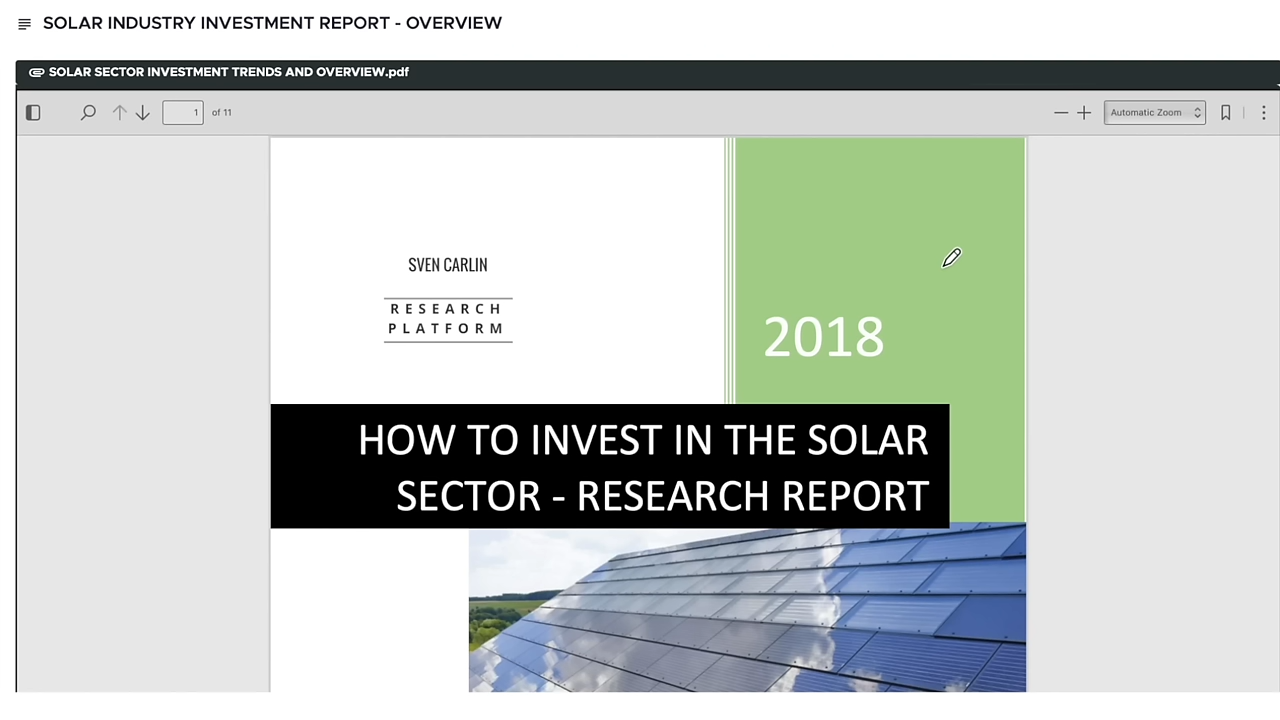 SOLAR INDUSTRY INVESTMENT REPORT - OVERVIEW
SOLAR SECTOR INVESTMENT TRENDS AND OVERVIEW.pdf
1 of 11
Automatic Zoom
SVEN CARLIN
RESEARCH
PLATFORM
2018
HOW TO INVEST IN THE SOLAR
SECTOR - RESEARCH REPORT